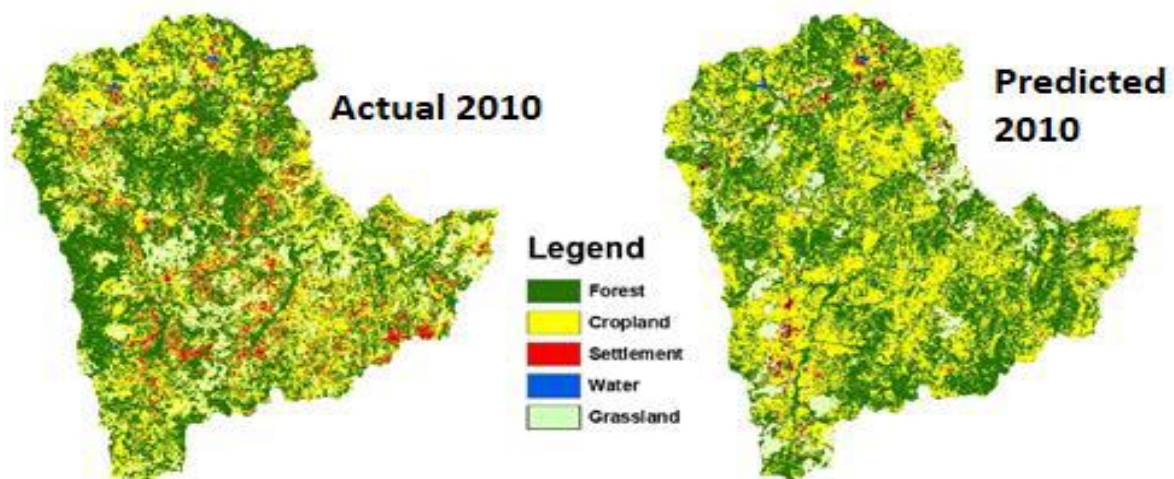 Actual 2010
Predicted
2010
Legend
Forest
Cropland
Settlement
Water
Grassland